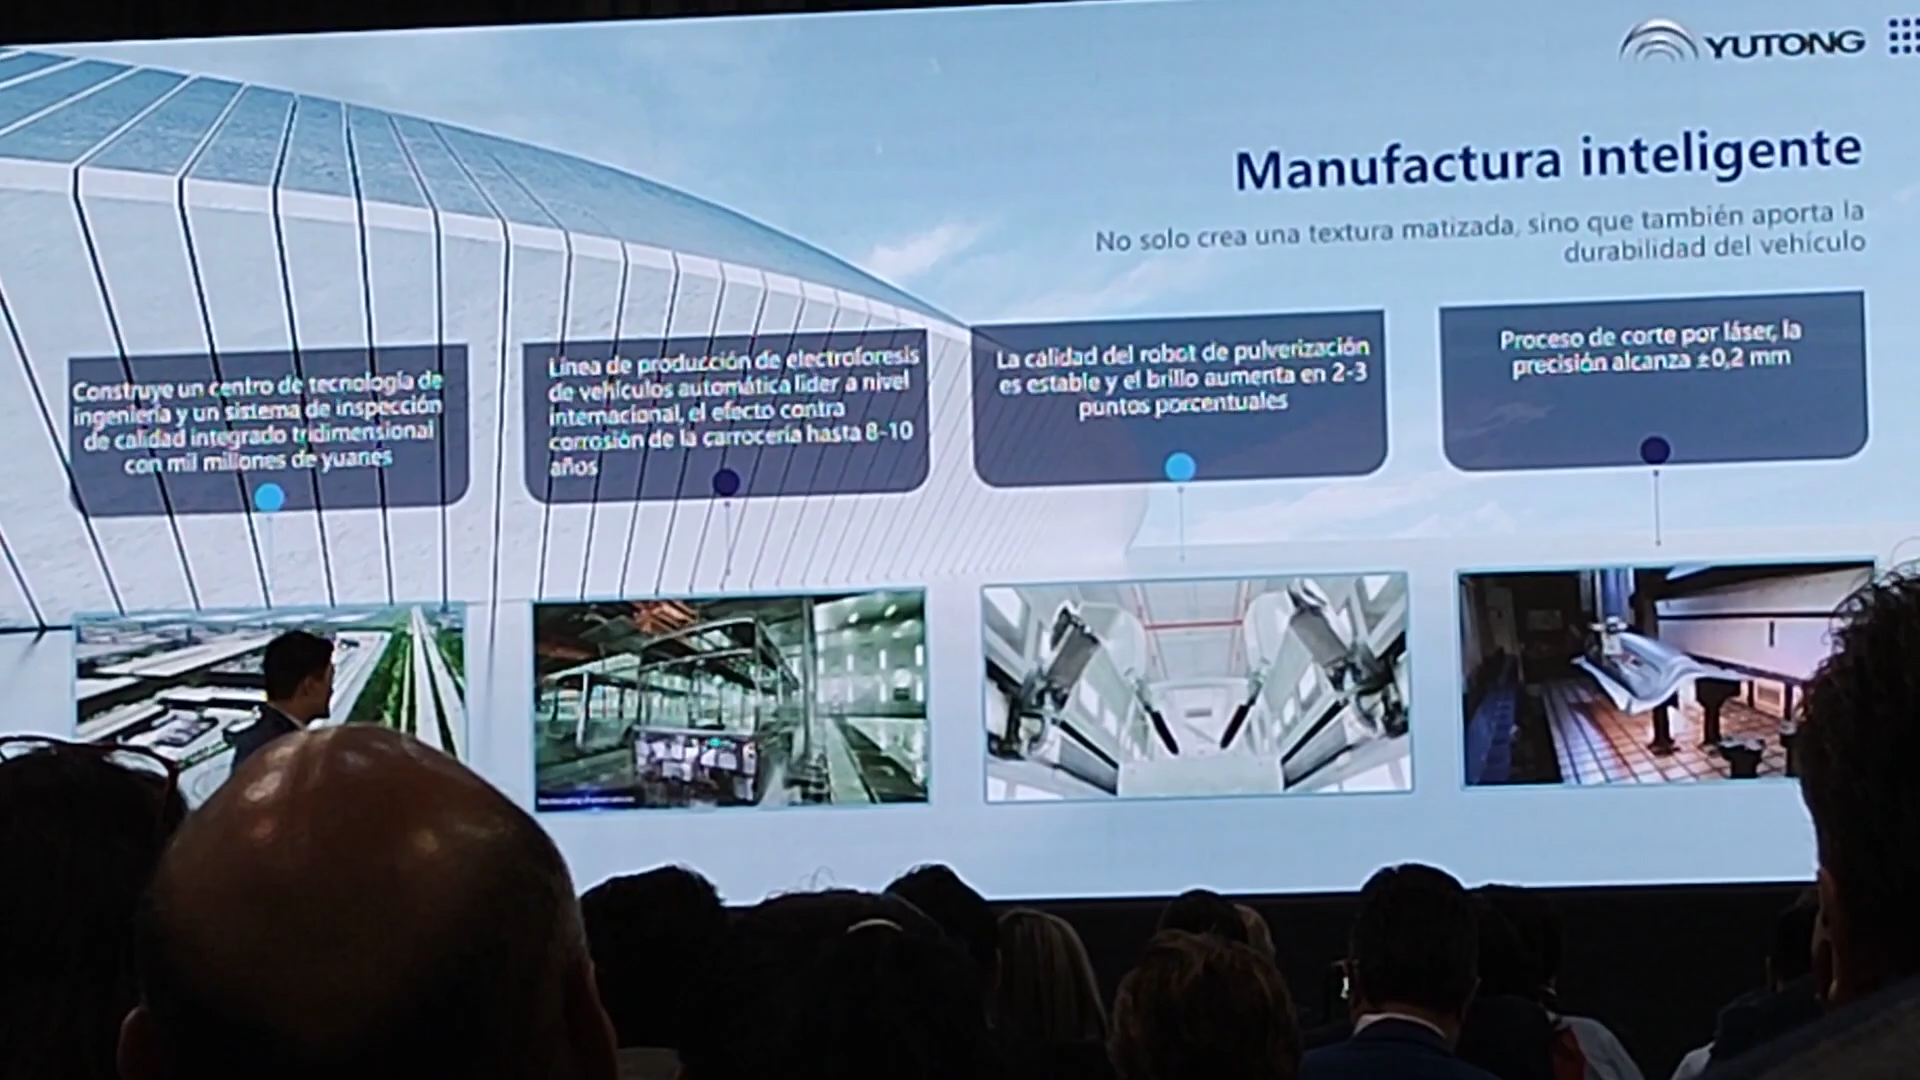 YUTONG
Manufactura inteligente
No solo crea una textura matizada, sino que también aporta la
durabilidad del vehículo
Construye un centro de tecnología de
ingeniería y un sistema de inspección
de calidad integrado tridimensional
con mil millones de yuanes
Línea de producción de electroforesis
de vehículos automática líder a nivel
internacional, el efecto contra
corrosión de la carrocería hasta 8-10
años
La calidad del robot de pulverización
es estable y el brillo aumenta en 2-3
puntos porcentuales
Proceso de corte por láser, la
precisión alcanza ±0,2 mm